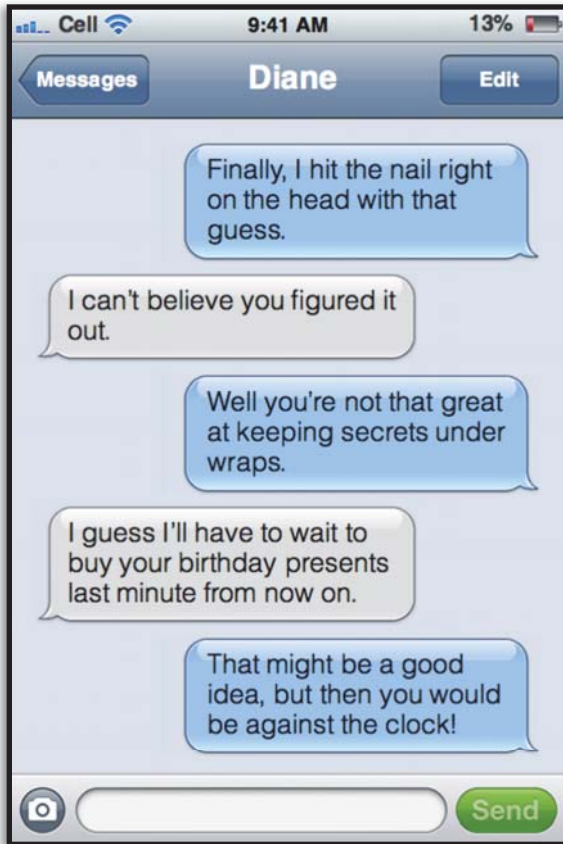 Cell 9:41 AM 13%
Messages Diane Edit
Finally, I hit the nail right
on the head with that
guess.
I can't believe you figured it
out.
Well you're not that great
at keeping secrets under
wraps.
I guess I'll have to wait to
buy your birthday presents
last minute from now on.
That might be a good
idea, but then you would
be against the clock!
Send